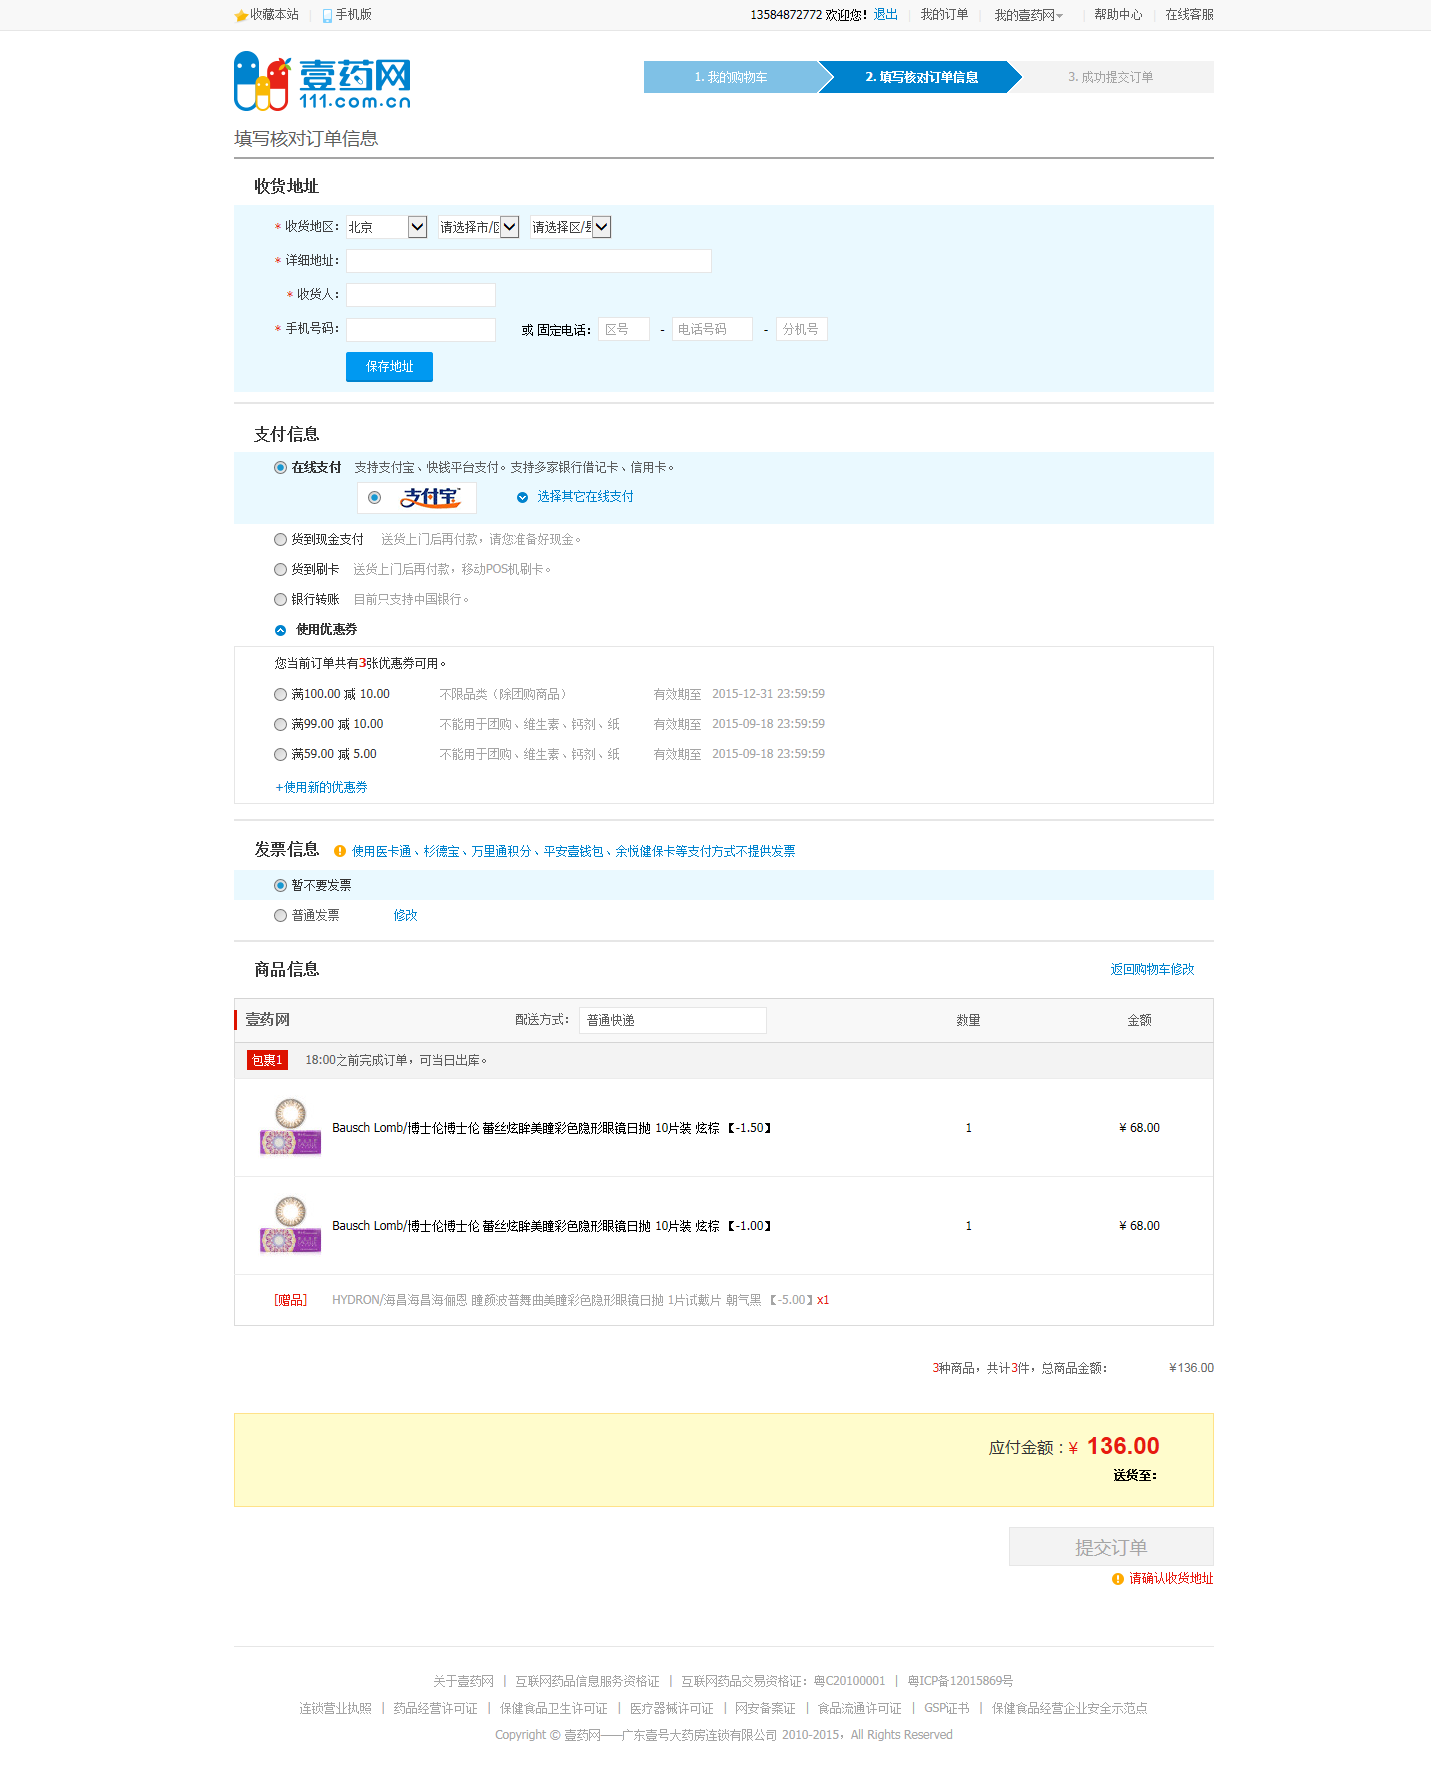 收藏本站 | 手机版
13584872772 欢迎您! 退出 | 我的订单 | 我的壹药网 | 帮助中心 | 在线客服
壹药网
111.com.cn
1. 我的购物车 2. 填写核对订单信息 3. 成功提交订单
填写核对订单信息
收货地址
* 收货地区: 北京 请选择市/区 请选择区/县
* 详细地址:
* 收货人:
* 手机号码: 或 固定电话: 区号 - 电话号码 - 分机号
保存地址
支付信息
在线支付 支持支付宝、快钱平台支付。支持多家银行借记卡、信用卡。
支付宝 选择其它在线支付
货到现金支付 送货上门后再付款，请您准备好现金。
货到刷卡 送货上门后再付款，移动POS机刷卡。
银行转账 目前只支持中国银行。
使用优惠券
您当前订单共有3张优惠券可用。
满100.00 减 10.00 不限品类（除团购商品） 有效期至 2015-12-31 23:59:59
满99.00 减 10.00 不能用于团购、维生素、钙剂、纸 有效期至 2015-09-18 23:59:59
满59.00 减 5.00 不能用于团购、维生素、钙剂、纸 有效期至 2015-09-18 23:59:59
+使用新的优惠券
发票信息 使用医卡通、杉德宝、万里通积分、平安壹钱包、余悦健保卡等支付方式不提供发票
暂不要发票
普通发票 修改
商品信息 返回购物车修改
壹药网 配送方式: 普通快递 数量 金额
包裹1 18:00之前完成订单，可当日出库。
Bausch Lomb/博士伦博士伦 蕾丝炫眸美瞳彩色隐形眼镜日抛 10片装 炫棕 【-1.50】 1 ¥ 68.00
Bausch Lomb/博士伦博士伦 蕾丝炫眸美瞳彩色隐形眼镜日抛 10片装 炫棕 【-1.00】 1 ¥ 68.00
[赠品] HYDRON/海昌海昌海俪恩 瞳颜波普舞曲美瞳彩色隐形眼镜日抛 1片试戴片 朝气黑 【-5.00】x1
3种商品，共计3件，总商品金额: ¥136.00
应付金额：¥ 136.00
送货至:
提交订单
请确认收货地址
关于壹药网 | 互联网药品信息服务资格证 | 互联网药品交易资格证: 粤C20100001 | 粤ICP备12015869号
连锁营业执照 | 药品经营许可证 | 保健食品卫生许可证 | 医疗器械许可证 | 网安备案证 | 食品流通许可证 | GSP证书 | 保健食品经营企业安全示范点
Copyright © 壹药网——广东壹号大药房连锁有限公司 2010-2015，All Rights Reserved